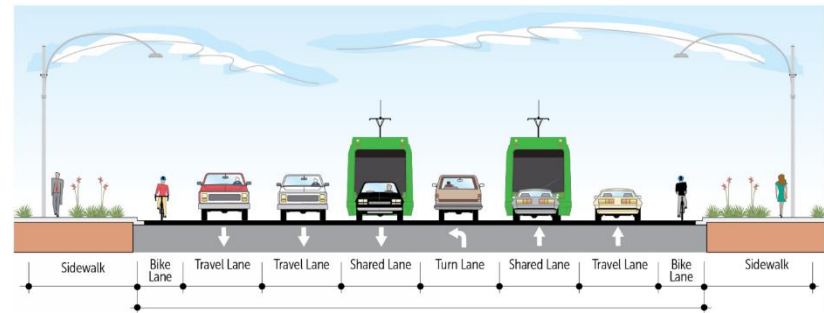 Sidewalk
Bike
Lane
Travel Lane
Travel Lane
Shared Lane
Turn Lane
Shared Lane
Travel Lane
Bike
Lane
Sidewalk